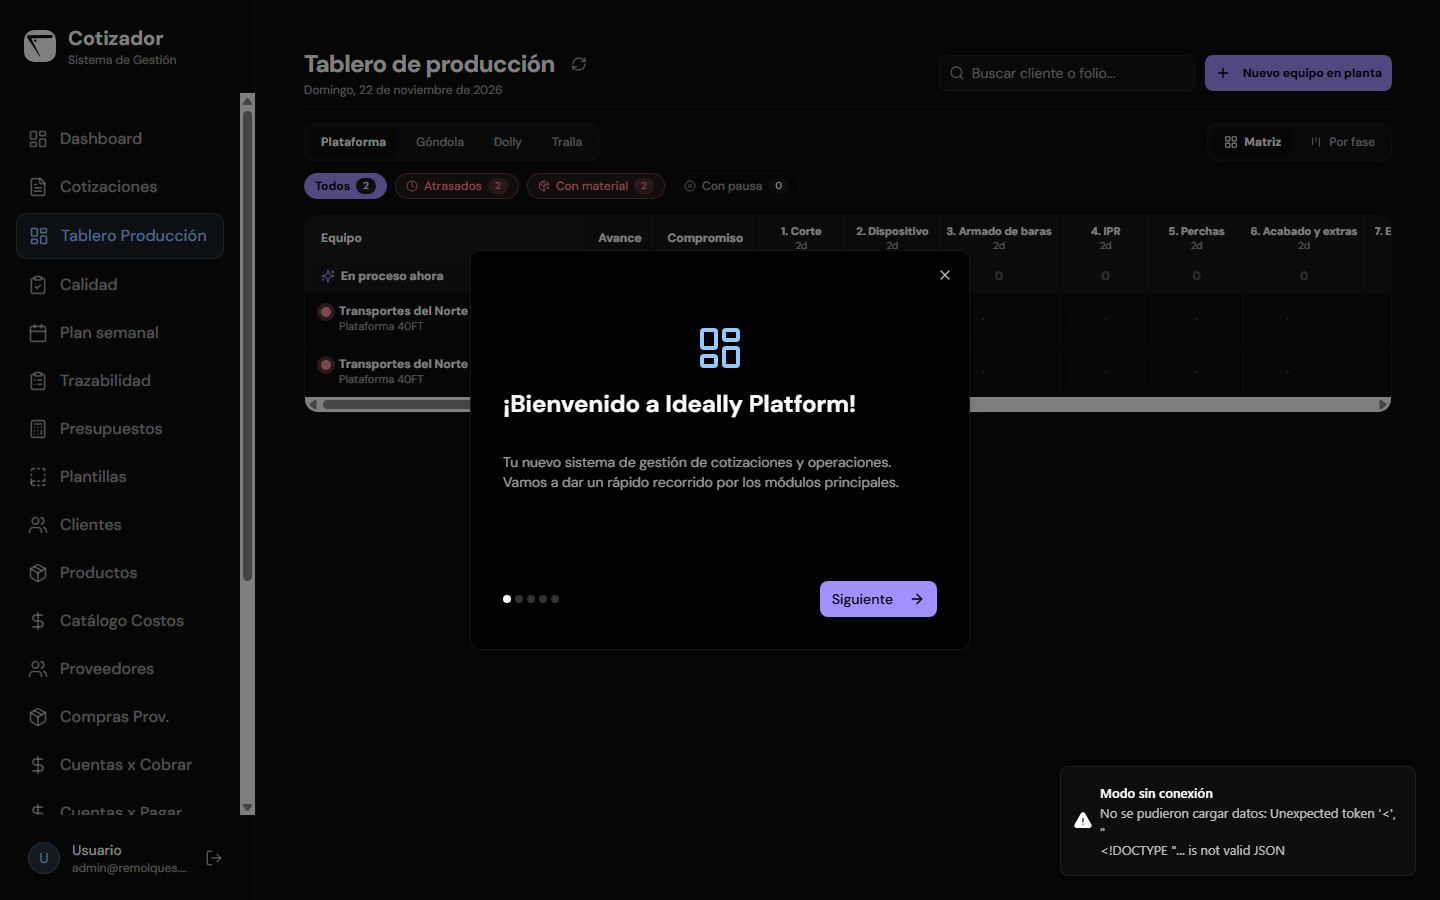 Cotizador
Sistema de Gestión
Dashboard
Cotizaciones
Tablero Producción
Calidad
Plan semanal
Trazabilidad
Presupuestos
Plantillas
Clientes
Productos
Catálogo Costos
Proveedores
Compras Prov.
Cuentas x Cobrar
Cuentas x Pagar
U
Usuario
admin@remolques....
Tablero de producción
Domingo, 22 de noviembre de 2026
Buscar cliente o folio...
Nuevo equipo en planta
Plataforma Góndola Dolly Traila
Matriz Por fase
Todos 2 Atrasados 2 Con material 2 Con pausa 0
Equipo Avance Compromiso 1. Corte 2. Dispositivo 3. Armado de baras 4. IPR 5. Perchas 6. Acabado y extras 7. E
2d 2d 2d 2d 2d 2d
En proceso ahora 0 0 0 0
Transportes del Norte
Plataforma 40FT
Transportes del Norte
Plataforma 40FT
¡Bienvenido a Ideally Platform!
Tu nuevo sistema de gestión de cotizaciones y operaciones.
Vamos a dar un rápido recorrido por los módulos principales.
Siguiente
Modo sin conexión
No se pudieron cargar datos: Unexpected token '<',
"
<!DOCTYPE "... is not valid JSON